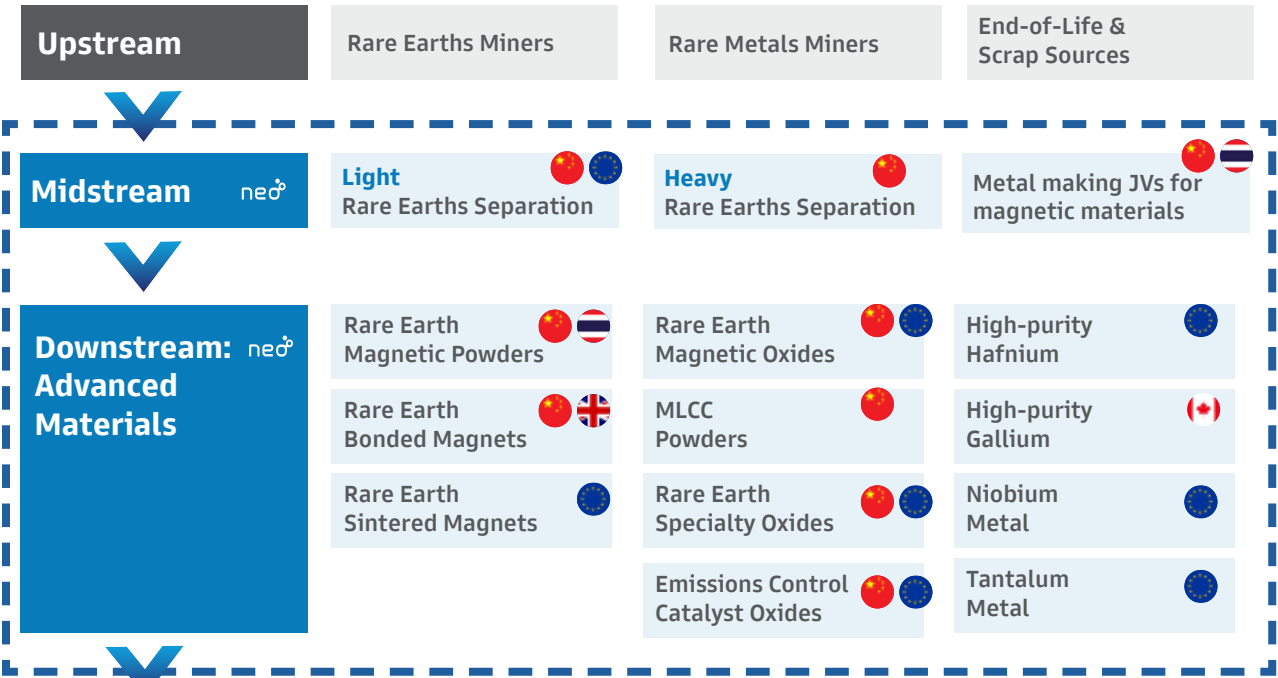 Upstream
Rare Earths Miners
Rare Metals Miners
End-of-Life &
Scrap Sources
Midstream
neo
Light
Rare Earths Separation
Heavy
Rare Earths Separation
Metal making JVs for
magnetic materials
Downstream:
neo
Advanced
Materials
Rare Earth
Magnetic Powders
Rare Earth
Magnetic Oxides
High-purity
Hafnium
Rare Earth
Bonded Magnets
MLCC
Powders
High-purity
Gallium
Rare Earth
Sintered Magnets
Rare Earth
Specialty Oxides
Niobium
Metal
Emissions Control
Catalyst Oxides
Tantalum
Metal